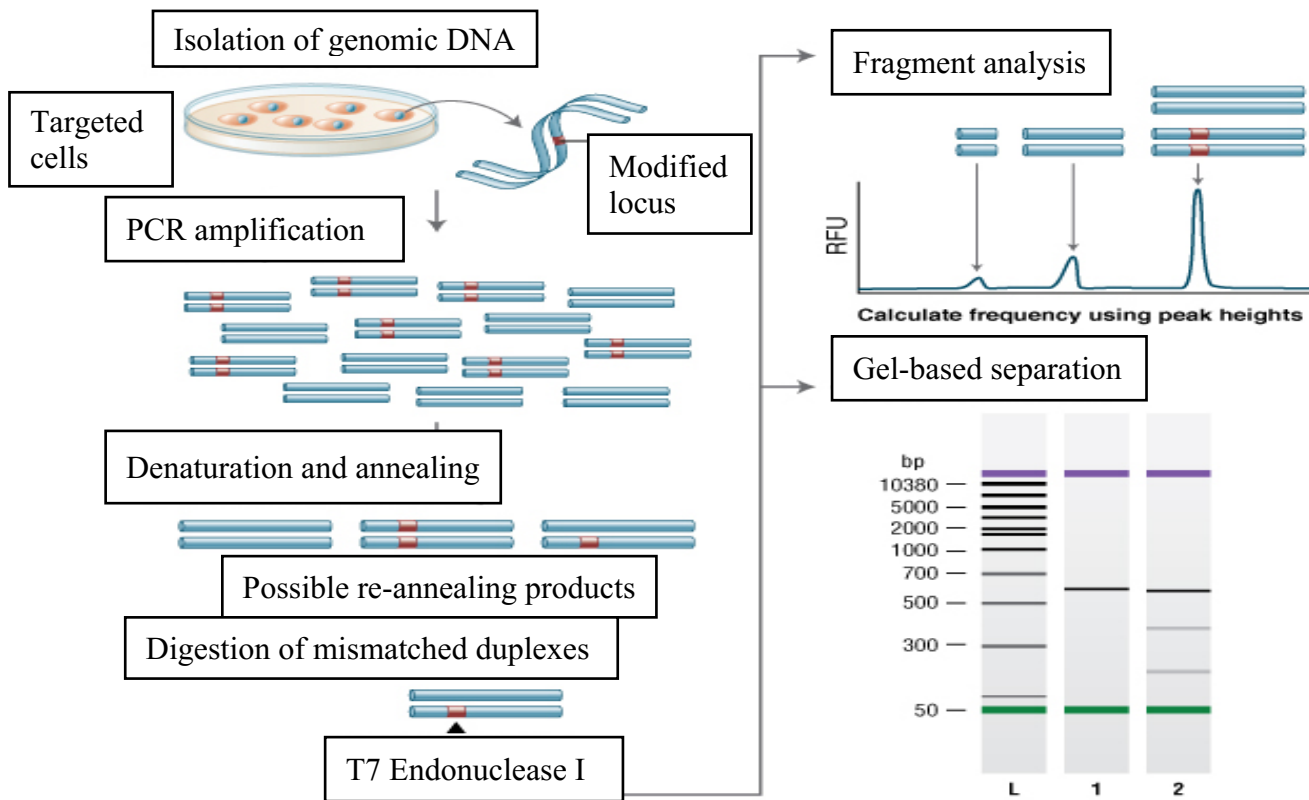 Isolation of genomic DNA
Targeted
cells
Modified
locus
PCR amplification
Denaturation and annealing
Possible re-annealing products
Digestion of mismatched duplexes
T7 Endonuclease I
Fragment analysis
RFU
Calculate frequency using peak heights
Gel-based separation
bp
10380
5000
2000
1000
700
500
300
50
L 1 2